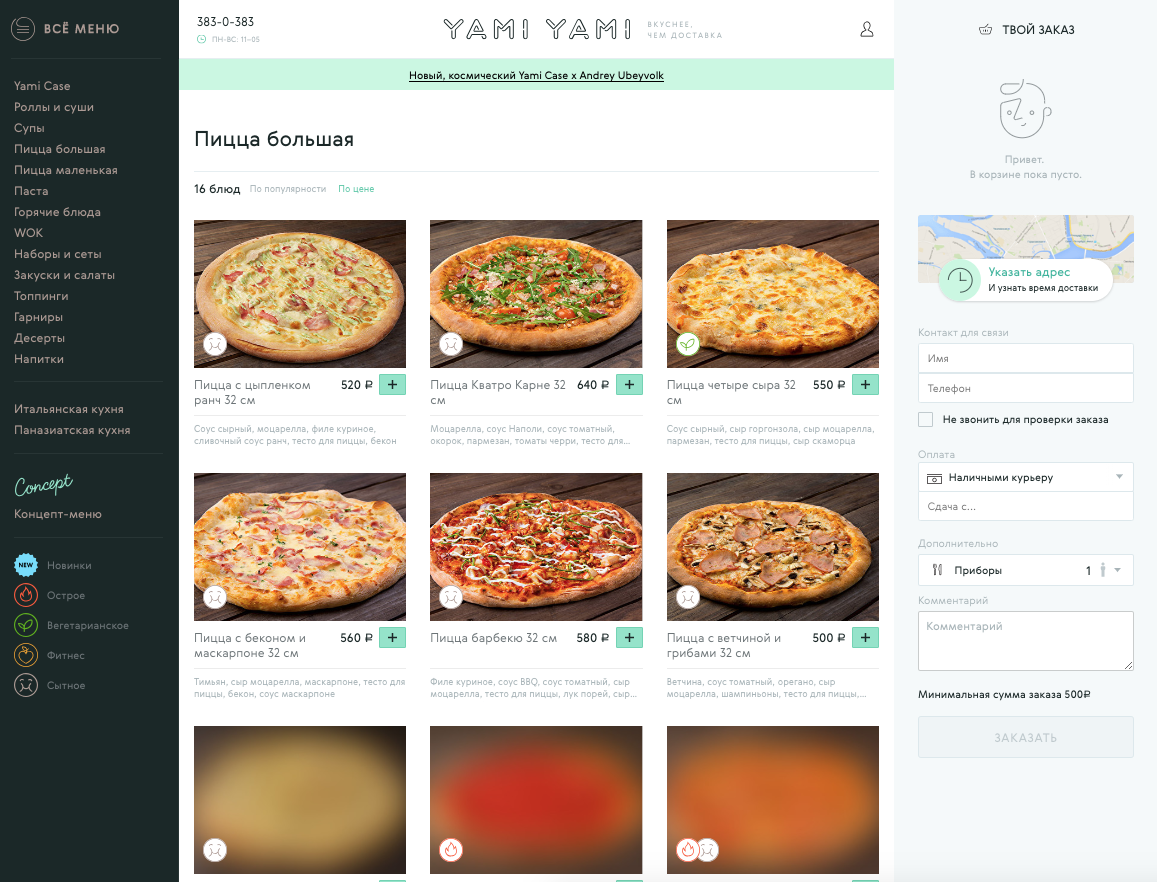 ВСЁ МЕНЮ
Yami Case
Роллы и суши
Супы
Пицца большая
Пицца маленькая
Паста
Горячие блюда
WOK
Наборы и сеты
Закуски и салаты
Топпинги
Гарниры
Десерты
Напитки
Итальянская кухня
Паназиатская кухня
Concept
Концепт-меню
NEW Новинки
Острое
Вегетарианское
Фитнес
Сытное
383-0-383
ПН-ВС: 11-05
YAMI YAMI
ВКУСНЕЕ,
ЧЕМ ДОСТАВКА
Новый, космический Yami Case x Andrey Ubeyvolk
Пицца большая
16 блюд По популярности По цене
Пицца с цыпленком
ранч 32 см
520 ₽ +
Соус сырный, моцарелла, филе куриное,
сливочный соус ранч, тесто для пиццы, бекон
Пицца Кватро Карне 32
см
640 ₽ +
Моцарелла, соус Наполи, соус томатный,
окорок, пармезан, томаты черри, тесто для...
Пицца четыре сыра 32
см
550 ₽ +
Соус сырный, сыр горгонзола, сыр моцарелла,
пармезан, тесто для пиццы, сыр скаморца
Пицца с беконом и
маскарпоне 32 см
560 ₽ +
Тимьян, сыр моцарелла, маскарпоне, тесто для
пиццы, бекон, соус маскарпоне
Пицца барбекю 32 см
580 ₽ +
Филе куриное, соус BBQ, соус томатный, сыр
моцарелла, тесто для пиццы, лук порей, сыр...
Пицца с ветчиной и
грибами 32 см
500 ₽ +
Ветчина, соус томатный, орегано, сыр
моцарелла, шампиньоны, тесто для пиццы,...
ТВОЙ ЗАКАЗ
Привет.
В корзине пока пусто.
Указать адрес
И узнать время доставки
Контакт для связи
Имя
Телефон
Не звонить для проверки заказа
Оплата
Наличными курьеру
Сдача с...
Дополнительно
Приборы 1
Комментарий
Комментарий
Минимальная сумма заказа 500₽
ЗАКАЗАТЬ